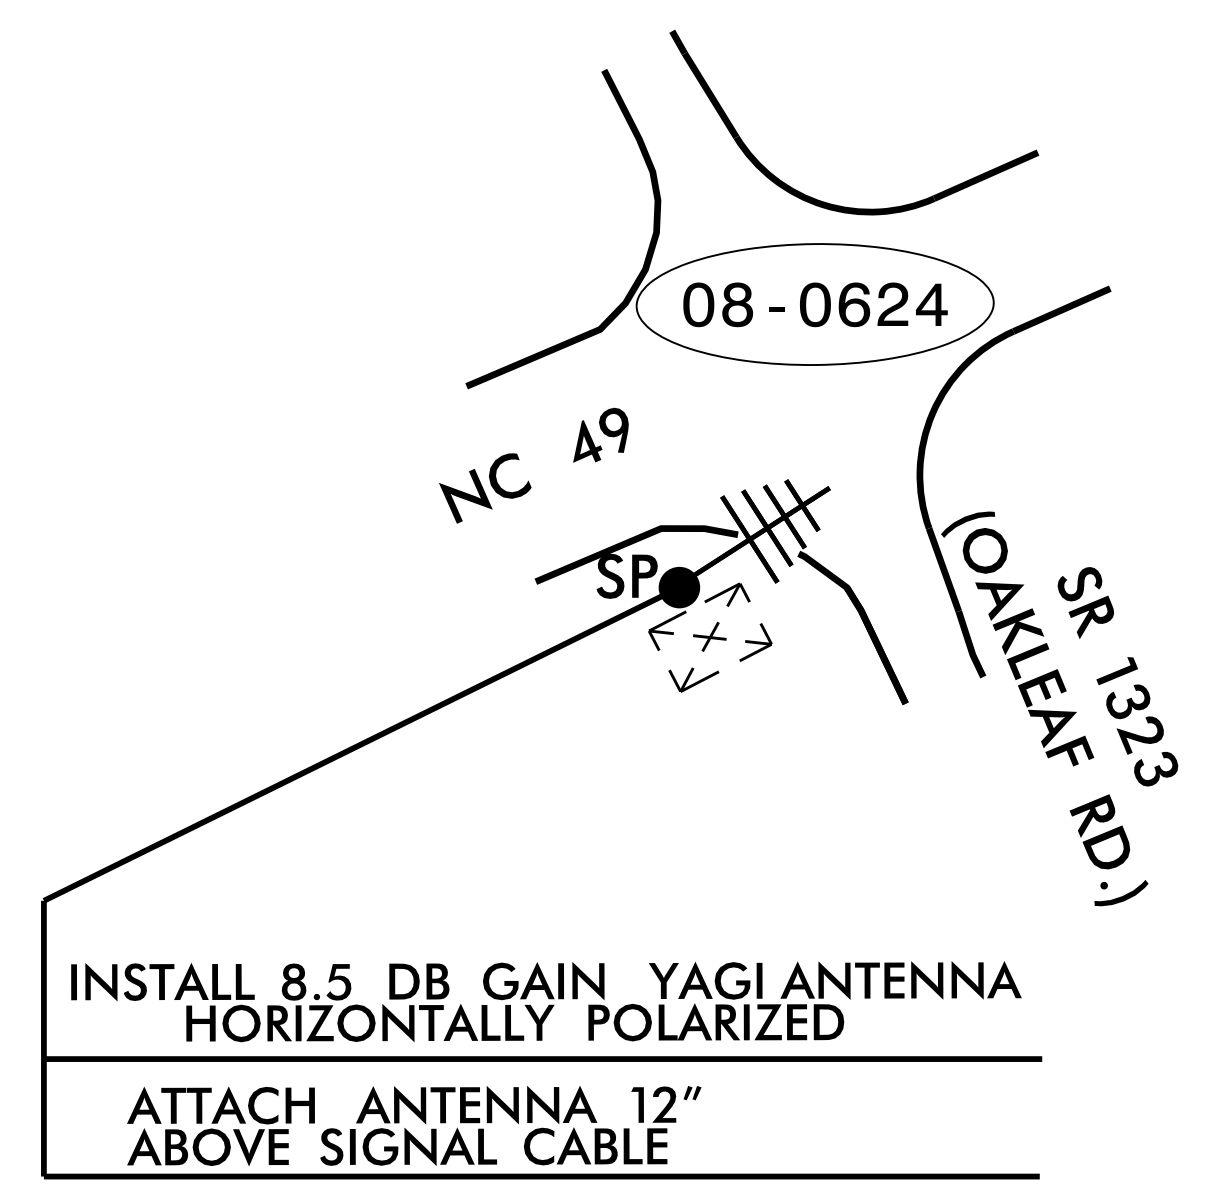 08-0624
NC 49
SP
SR 1323
(OAKLEAF RD.)
INSTALL 8.5 DB GAIN YAGI ANTENNA
HORIZONTALLY POLARIZED
ATTACH ANTENNA 12"
ABOVE SIGNAL CABLE